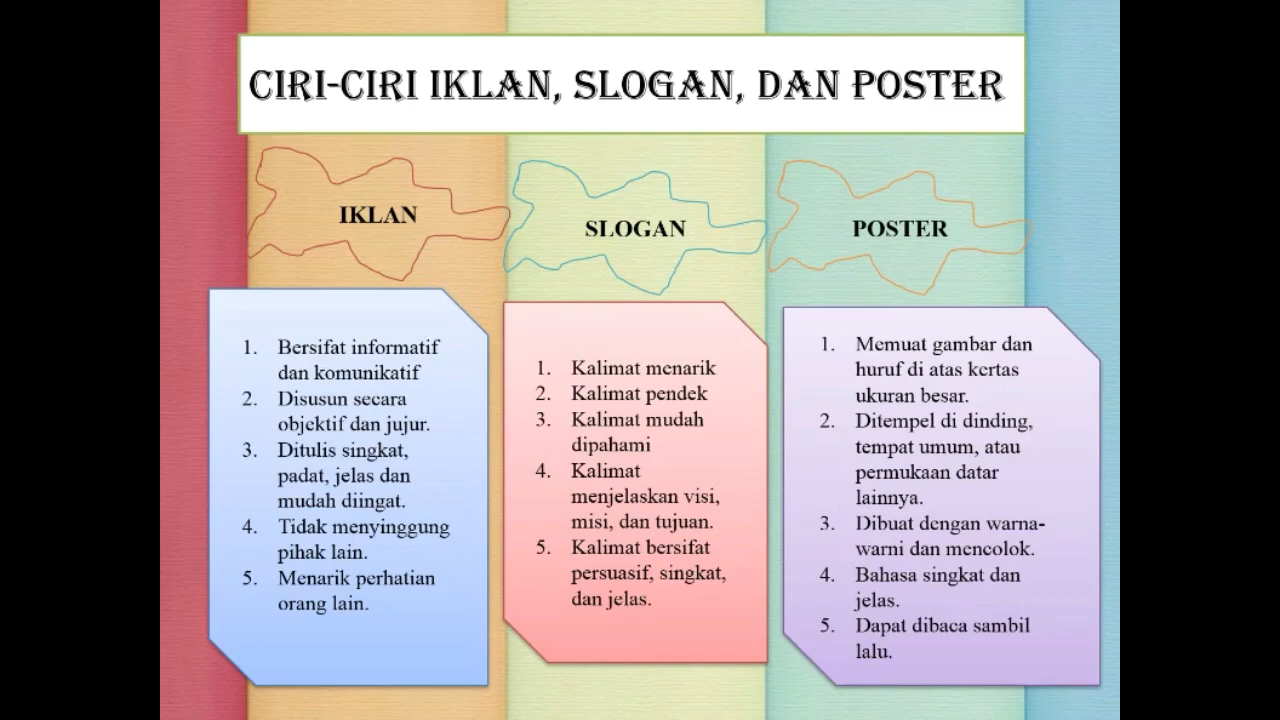 CIRI-CIRI IKLAN, SLOGAN, DAN POSTER
IKLAN
1. Bersifat informatif
dan komunikatif
2. Disusun secara
objektif dan jujur.
3. Ditulis singkat,
padat, jelas dan
mudah diingat.
4. Tidak menyinggung
pihak lain.
5. Menarik perhatian
orang lain.
SLOGAN
1. Kalimat menarik
2. Kalimat pendek
3. Kalimat mudah
dipahami
4. Kalimat
menjelaskan visi,
misi, dan tujuan.
5. Kalimat bersifat
persuasif, singkat,
dan jelas.
POSTER
1. Memuat gambar dan
huruf di atas kertas
ukuran besar.
2. Ditempel di dinding,
tempat umum, atau
permukaan datar
lainnya.
3. Dibuat dengan warna-
warni dan mencolok.
4. Bahasa singkat dan
jelas.
5. Dapat dibaca sambil
lalu.